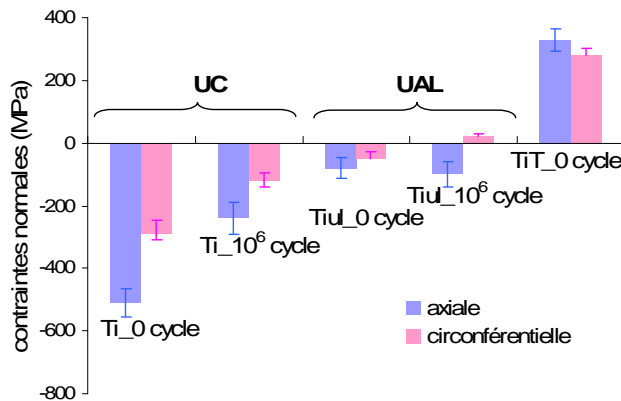 contraintes normales (MPa)
400
200
0
-200
-400
-600
-800
UC
UAL
Ti_0 cycle
Ti_10⁶ cycle
Tiul_0 cycle
Tiul_10⁶ cycle
TiT_0 cycle
axiale
circonférentielle